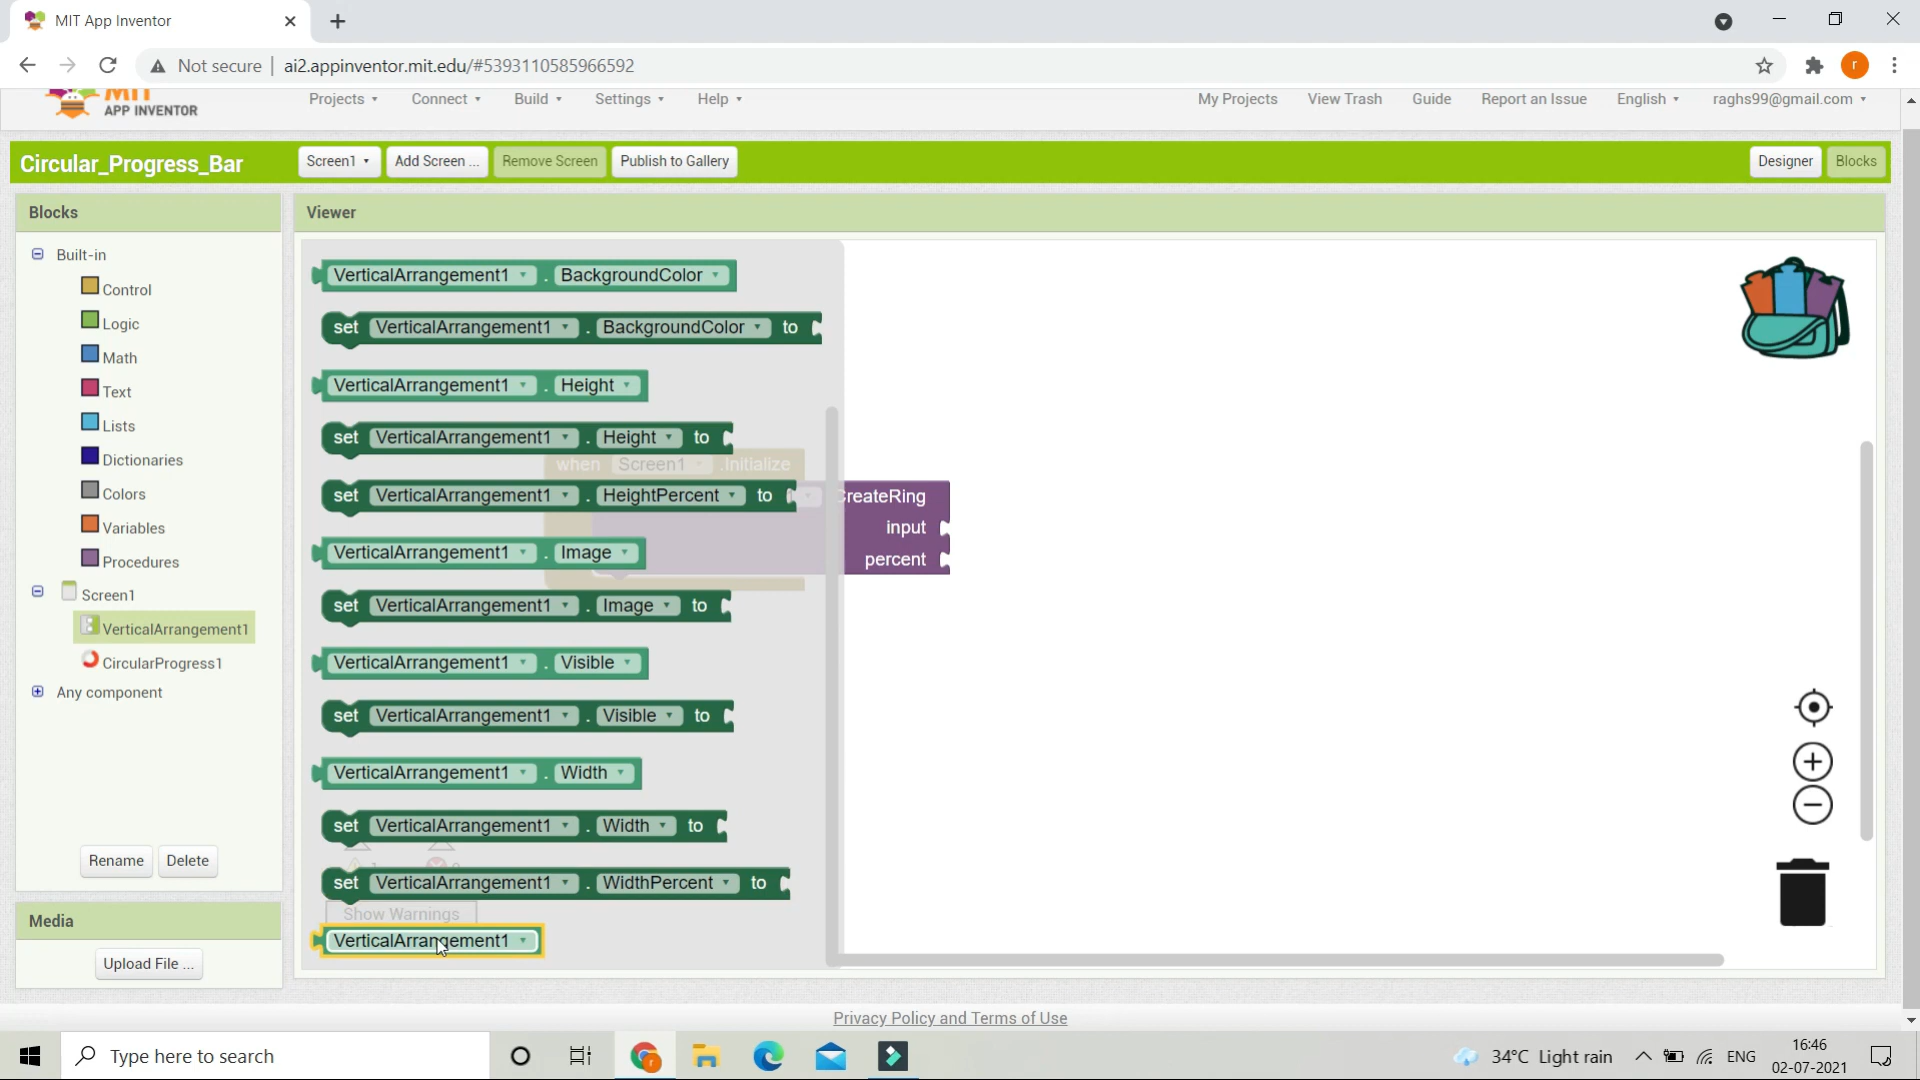 MIT App Inventor
Not secure ai2.appinventor.mit.edu/#5393110585966592
MIT
APP INVENTOR
Projects Connect Build Settings Help My Projects View Trash Guide Report an Issue English raghs99@gmail.com
Circular_Progress_Bar Screen1 Add Screen ... Remove Screen Publish to Gallery Designer Blocks
Blocks
Viewer
Built-in
Control
Logic
Math
Text
Lists
Dictionaries
Colors
Variables
Procedures
Screen1
VerticalArrangement1
CircularProgress1
Any component
Rename Delete
Media
Upload File ...
VerticalArrangement1 . BackgroundColor
set VerticalArrangement1 . BackgroundColor to
VerticalArrangement1 . Height
set VerticalArrangement1 . Height to
when Screen1 .Initialize
set VerticalArrangement1 . HeightPercent to
CreateRing
input
percent
VerticalArrangement1 . Image
set VerticalArrangement1 . Image to
VerticalArrangement1 . Visible
set VerticalArrangement1 . Visible to
VerticalArrangement1 . Width
set VerticalArrangement1 . Width to
set VerticalArrangement1 . WidthPercent to
Show Warnings
VerticalArrangement1
Privacy Policy and Terms of Use
Type here to search
34°C Light rain ENG
16:46
02-07-2021
r